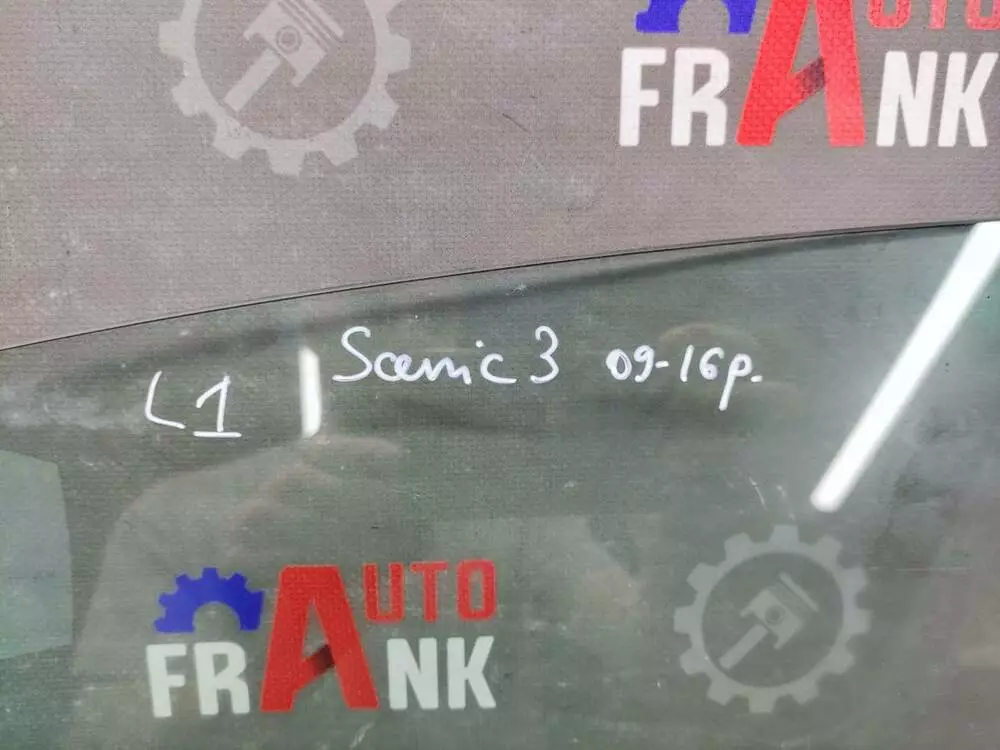 AUTO
FRANK
Scenic 3 09-16р.
L1
AUTO
FRANK